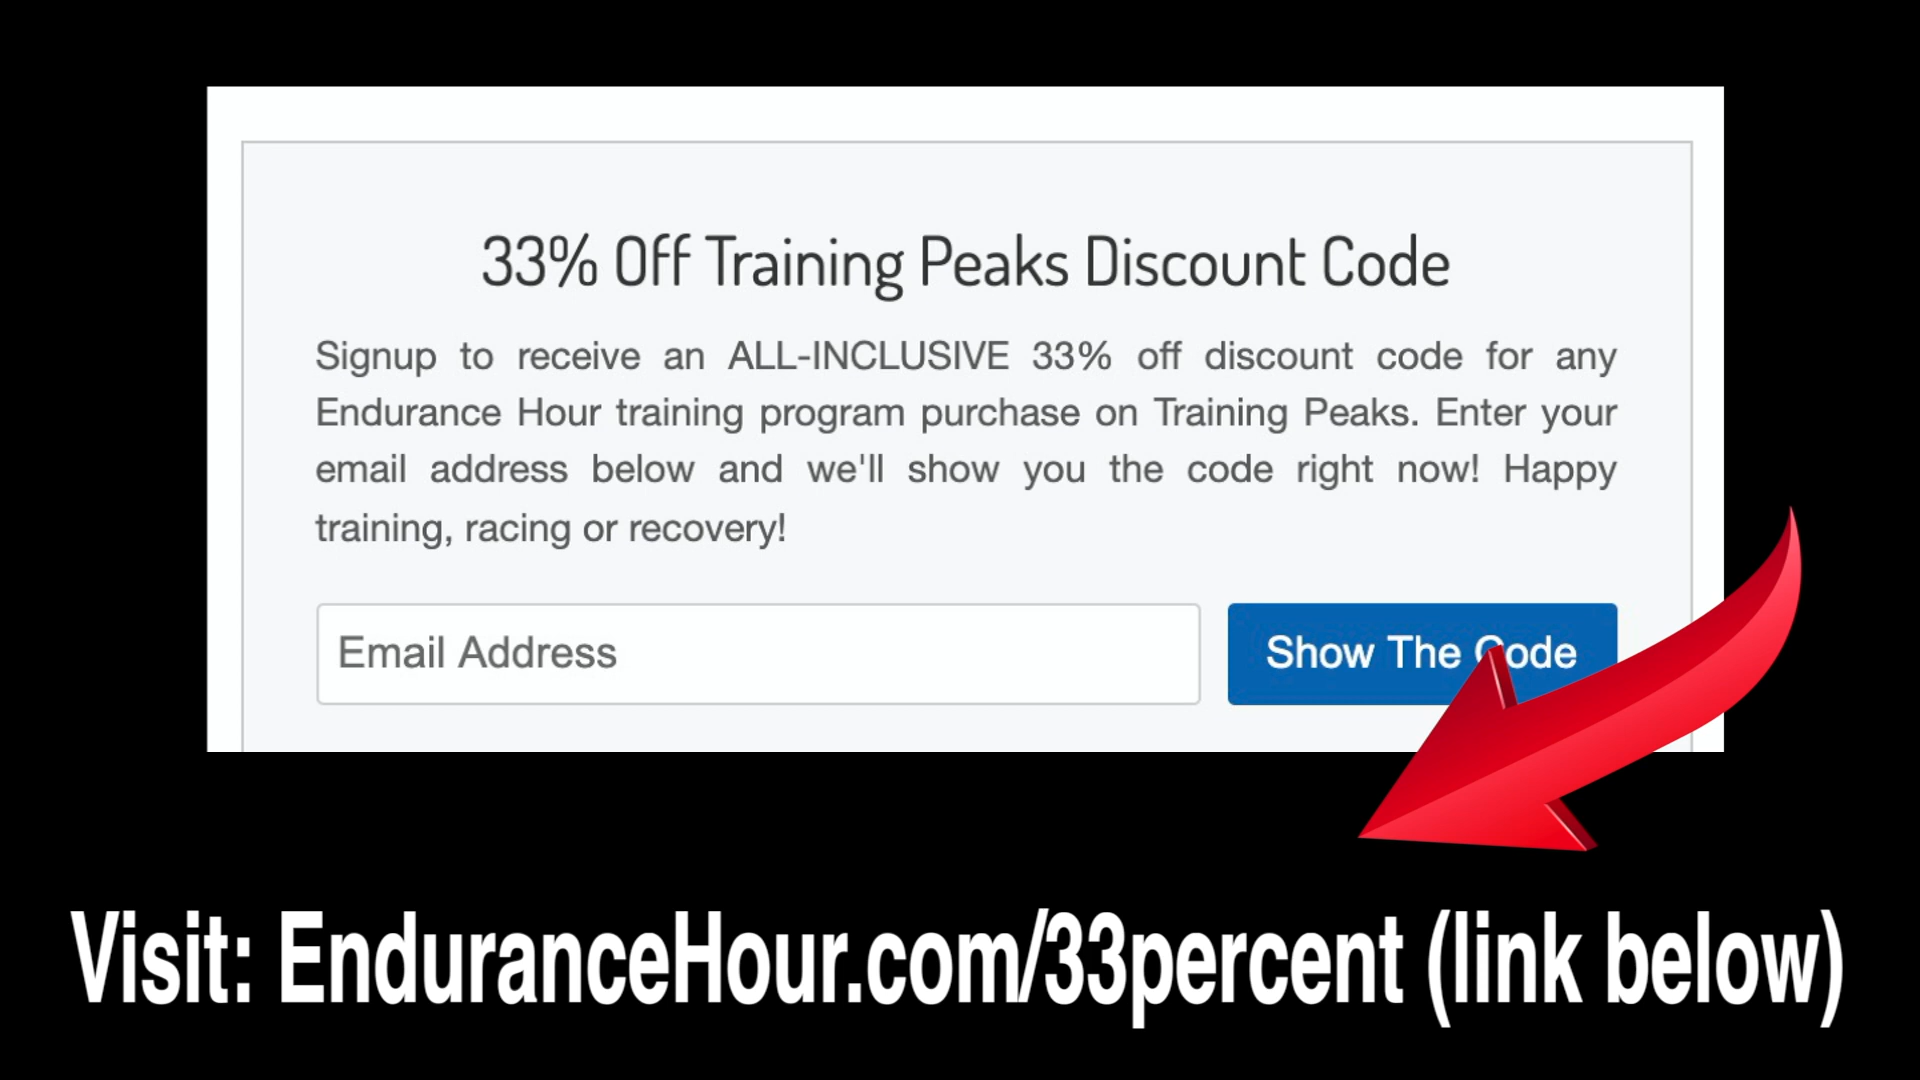 33% Off Training Peaks Discount Code
Signup to receive an ALL-INCLUSIVE 33% off discount code for any
Endurance Hour training program purchase on Training Peaks. Enter your
email address below and we'll show you the code right now! Happy
training, racing or recovery!
Email Address
Show The Code
Visit: EnduranceHour.com/33percent (link below)